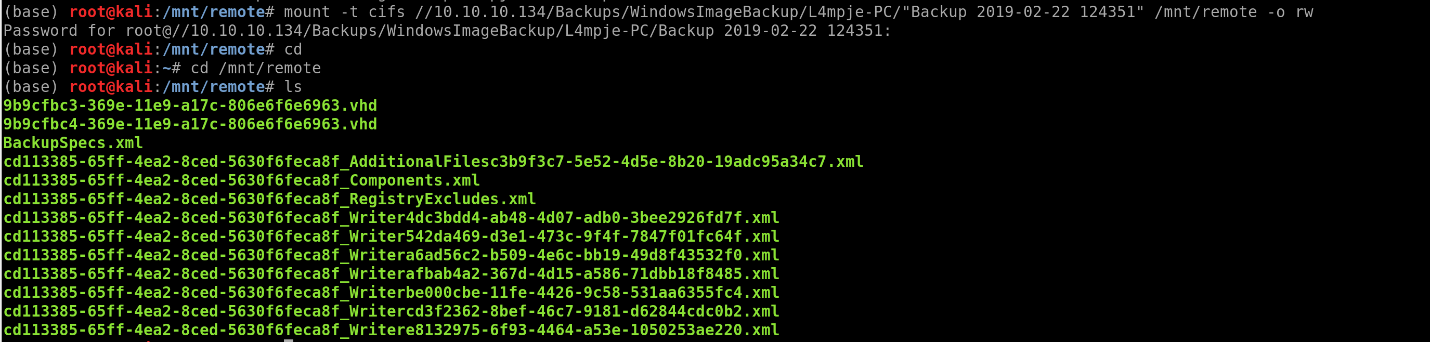 (base) root@kali:/mnt/remote# mount -t cifs //10.10.10.134/Backups/WindowsImageBackup/L4mpje-PC/"Backup 2019-02-22 124351" /mnt/remote -o rw
Password for root@//10.10.10.134/Backups/WindowsImageBackup/L4mpje-PC/Backup 2019-02-22 124351:
(base) root@kali:/mnt/remote# cd
(base) root@kali:~# cd /mnt/remote
(base) root@kali:/mnt/remote# ls
9b9cfbc3-369e-11e9-a17c-806e6f6e6963.vhd
9b9cfbc4-369e-11e9-a17c-806e6f6e6963.vhd
BackupSpecs.xml
cd113385-65ff-4ea2-8ced-5630f6feca8f_AdditionalFilesc3b9f3c7-5e52-4d5e-8b20-19adc95a34c7.xml
cd113385-65ff-4ea2-8ced-5630f6feca8f_Components.xml
cd113385-65ff-4ea2-8ced-5630f6feca8f_RegistryExcludes.xml
cd113385-65ff-4ea2-8ced-5630f6feca8f_Writer4dc3bdd4-ab48-4d07-adb0-3bee2926fd7f.xml
cd113385-65ff-4ea2-8ced-5630f6feca8f_Writer542da469-d3e1-473c-9f4f-7847f01fc64f.xml
cd113385-65ff-4ea2-8ced-5630f6feca8f_Writera6ad56c2-b509-4e6c-bb19-49d8f43532f0.xml
cd113385-65ff-4ea2-8ced-5630f6feca8f_Writerafbab4a2-367d-4d15-a586-71dbb18f8485.xml
cd113385-65ff-4ea2-8ced-5630f6feca8f_Writerbe000cbe-11fe-4426-9c58-531aa6355fc4.xml
cd113385-65ff-4ea2-8ced-5630f6feca8f_Writercd3f2362-8bef-46c7-9181-d62844cdc0b2.xml
cd113385-65ff-4ea2-8ced-5630f6feca8f_Writere8132975-6f93-4464-a53e-1050253ae220.xml